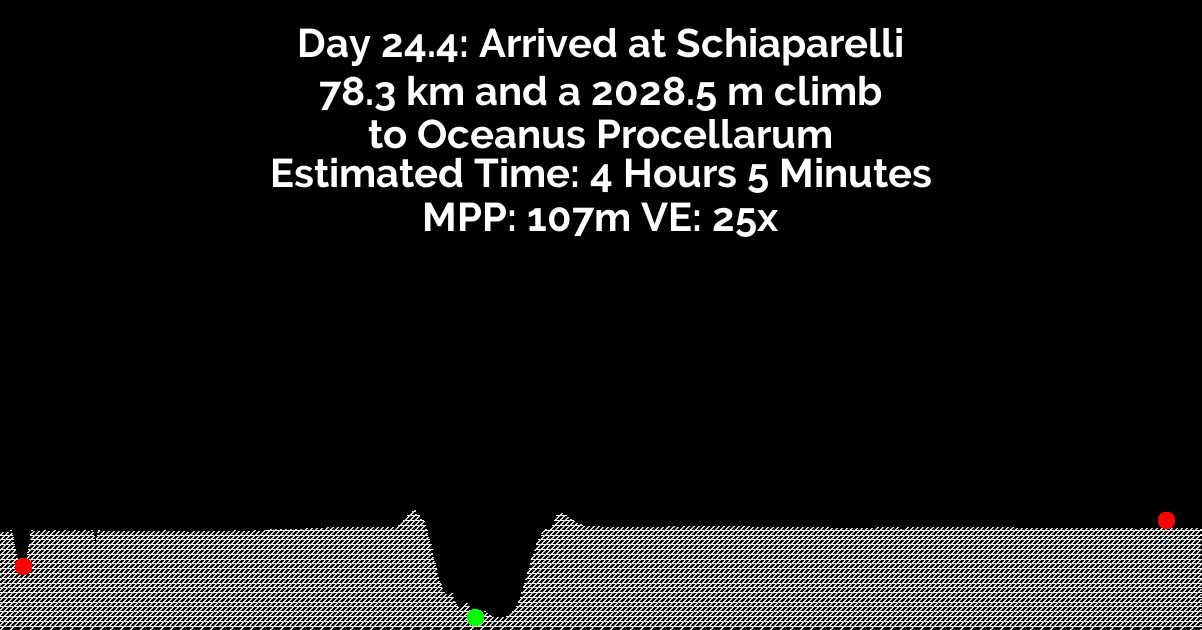 Day 24.4: Arrived at Schiaparelli
78.3 km and a 2028.5 m climb
to Oceanus Procellarum
Estimated Time: 4 Hours 5 Minutes
MPP: 107m VE: 25x